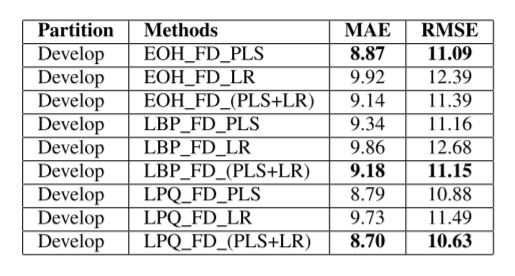 Partition Methods MAE RMSE
Develop EOH_FD_PLS 8.87 11.09
Develop EOH_FD_LR 9.92 12.39
Develop EOH_FD_(PLS+LR) 9.14 11.39
Develop LBP_FD_PLS 9.34 11.16
Develop LBP_FD_LR 9.86 12.68
Develop LBP_FD_(PLS+LR) 9.18 11.15
Develop LPQ_FD_PLS 8.79 10.88
Develop LPQ_FD_LR 9.73 11.49
Develop LPQ_FD_(PLS+LR) 8.70 10.63